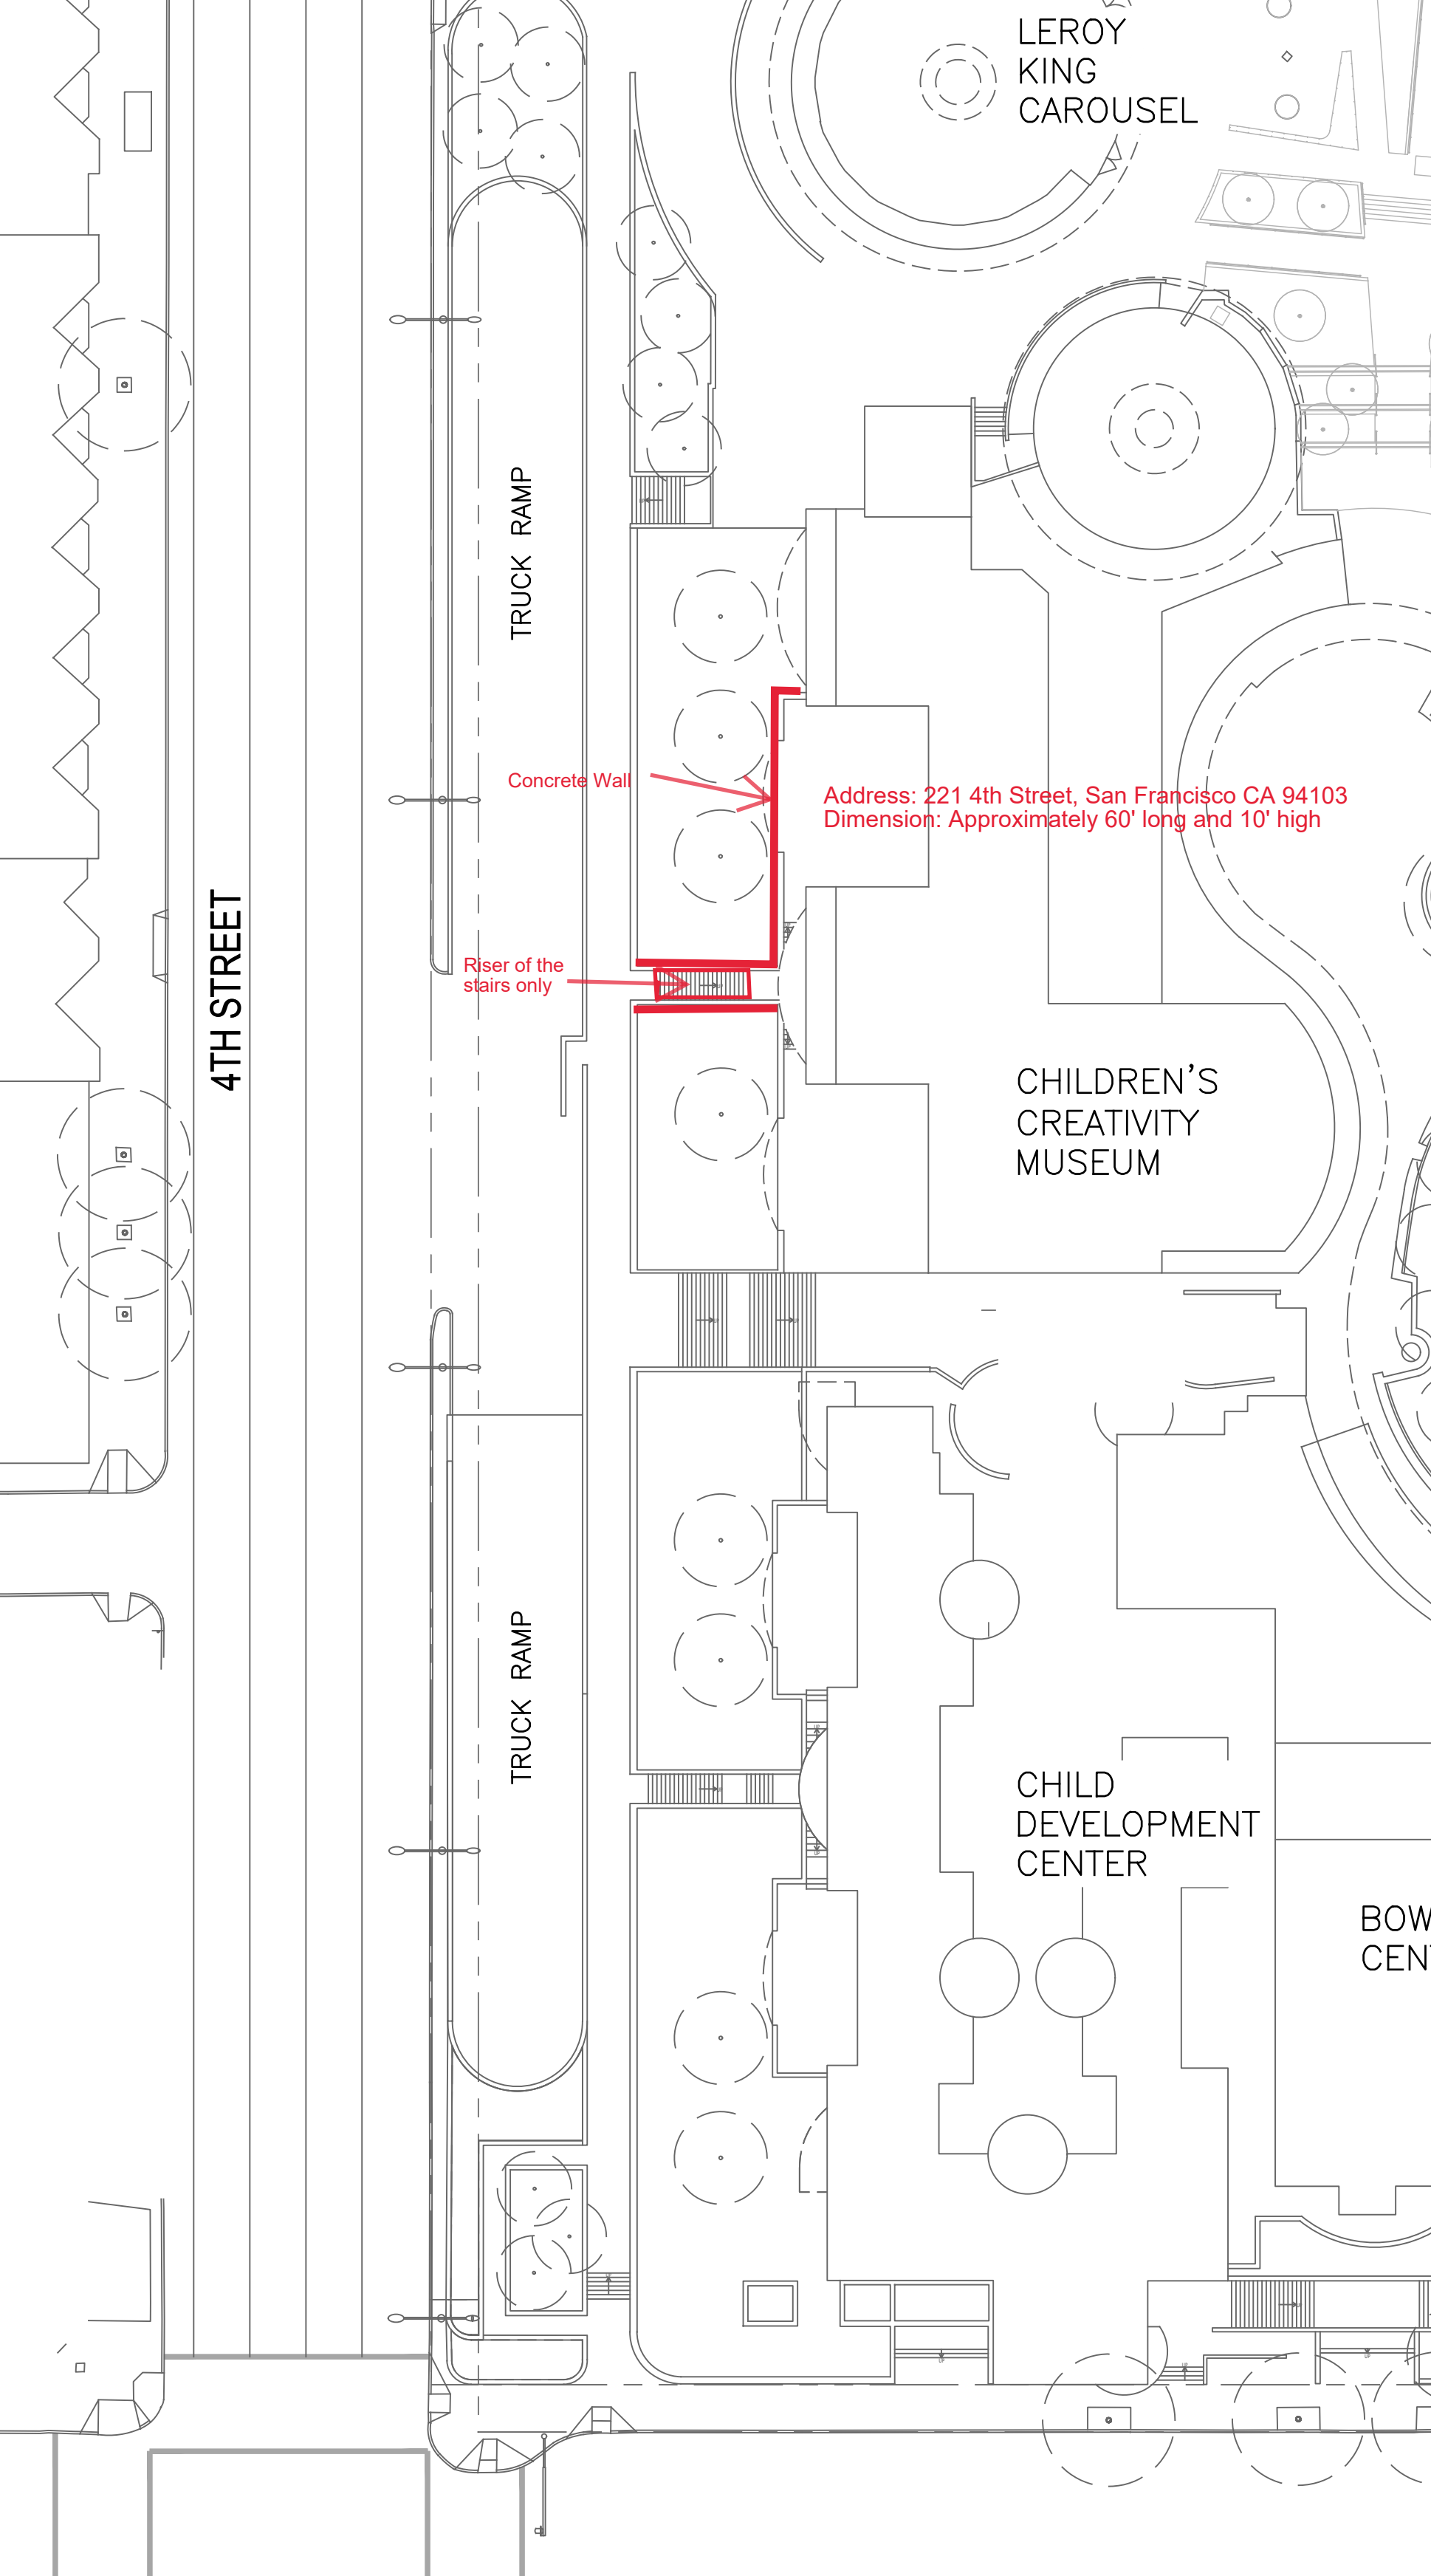 LEROY
KING
CAROUSEL
TRUCK RAMP
Concrete Wall
Address: 221 4th Street, San Francisco CA 94103
Dimension: Approximately 60' long and 10' high
4TH STREET
Riser of the
stairs only
CHILDREN'S
CREATIVITY
MUSEUM
TRUCK RAMP
CHILD
DEVELOPMENT
CENTER
BOW
CEN